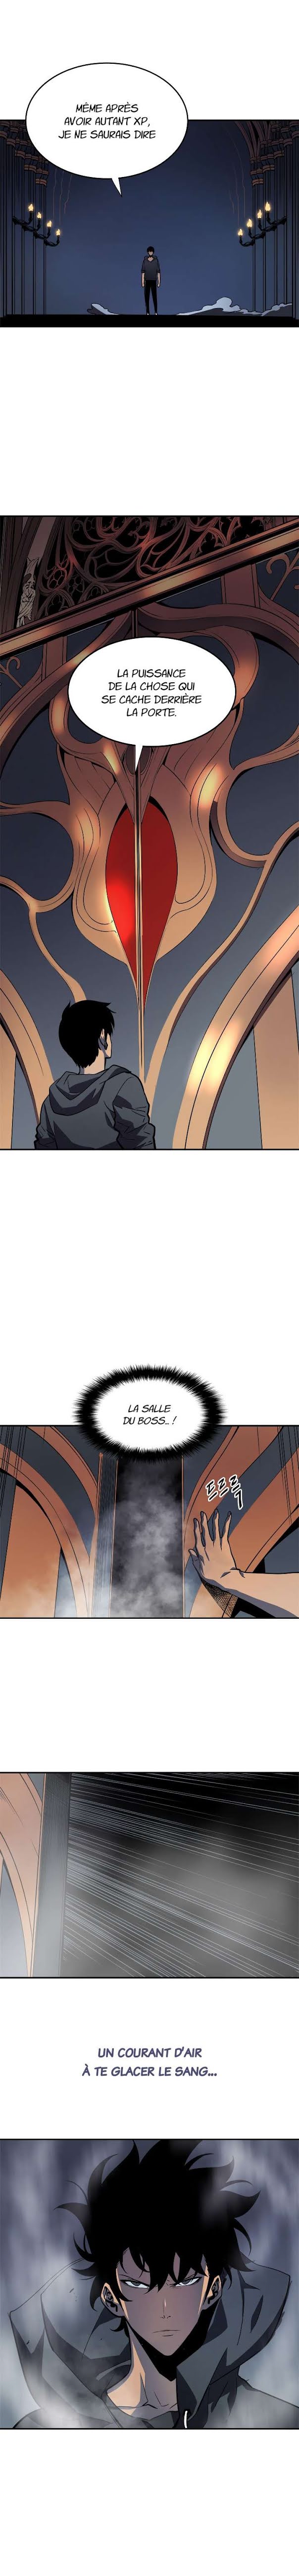 MÊME APRÈS
AVOIR AUTANT XP,
JE NE SAURAIS DIRE
LA PUISSANCE
DE LA CHOSE QUI
SE CACHE DERRIÈRE
LA PORTE.
LA SALLE
DU BOSS.. !
UN COURANT D'AIR
À TE GLACER LE SANG...